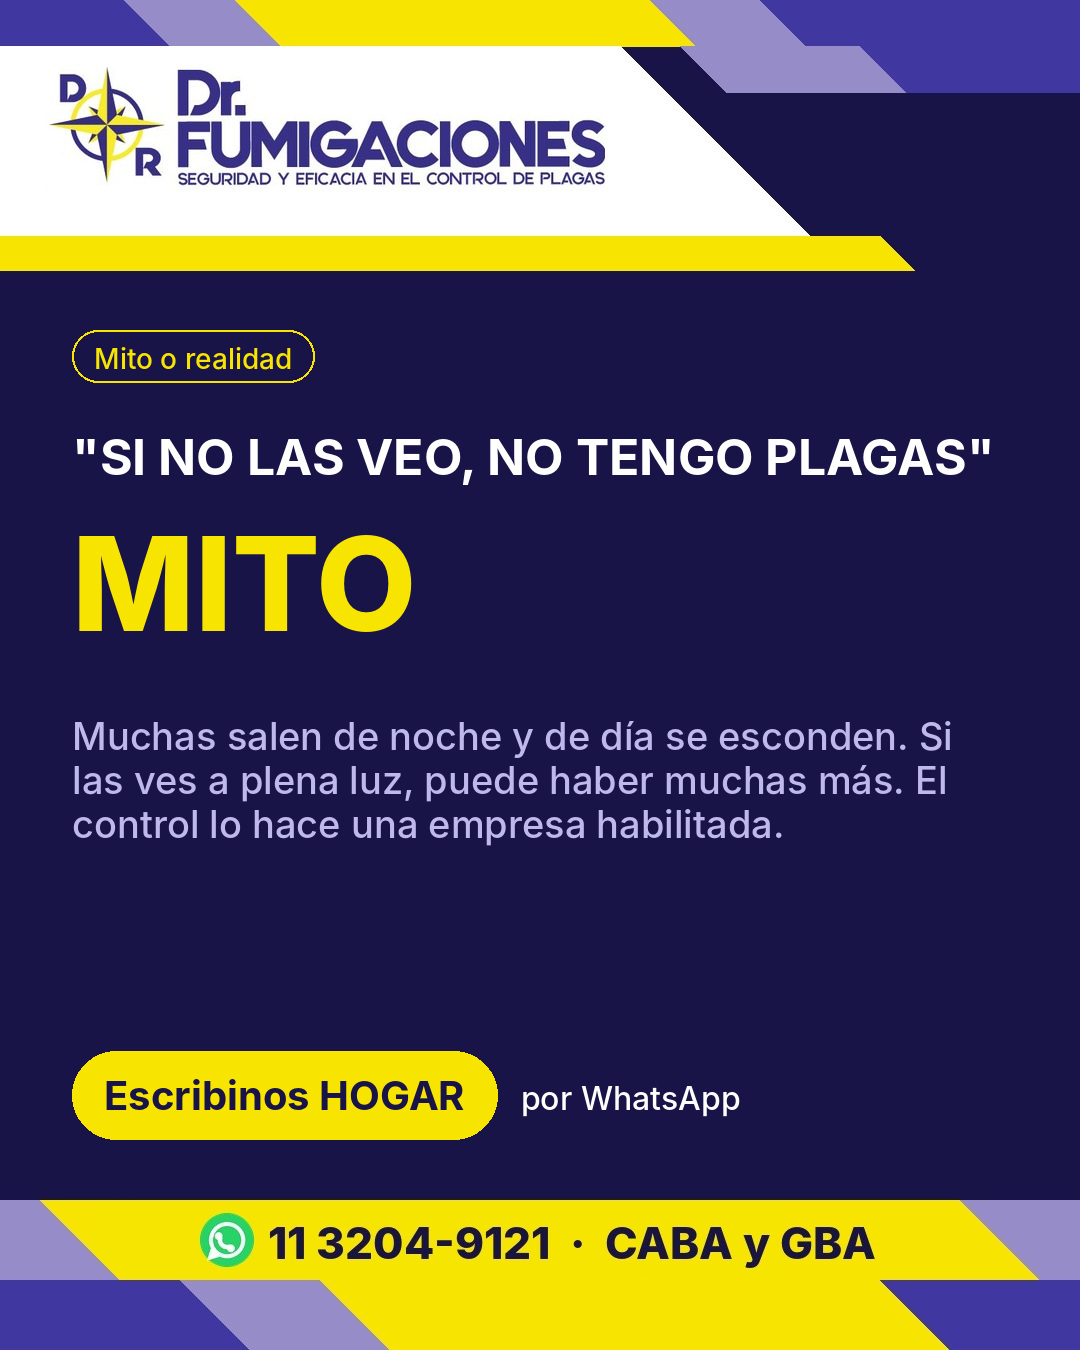 D R
Dr.
FUMIGACIONES
SEGURIDAD Y EFICACIA EN EL CONTROL DE PLAGAS
Mito o realidad
"SI NO LAS VEO, NO TENGO PLAGAS"
MITO
Muchas salen de noche y de día se esconden. Si
las ves a plena luz, puede haber muchas más. El
control lo hace una empresa habilitada.
Escribinos HOGAR por WhatsApp
11 3204-9121 · CABA y GBA